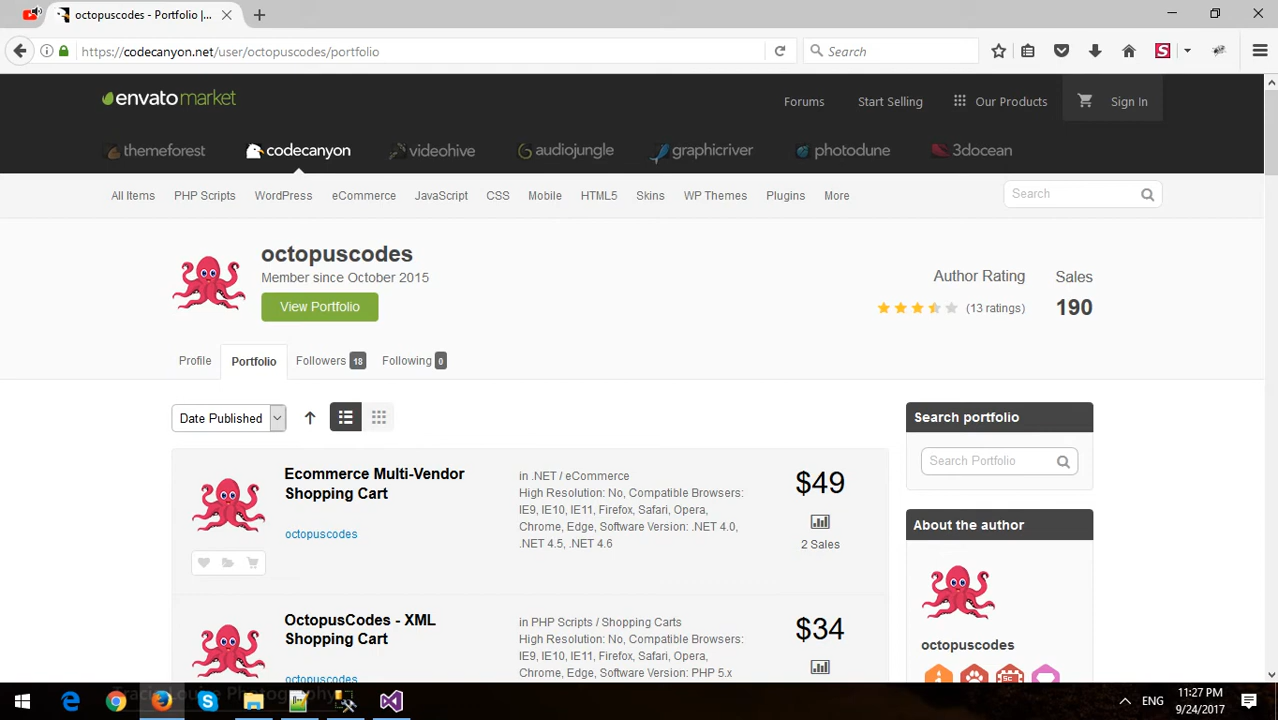 octopuscodes - Portfolio |...
https://codecanyon.net/user/octopuscodes/portfolio
Search
envatomarket
Forums
Start Selling
Our Products
Sign In
themeforest
codecanyon
videohive
audiojungle
graphicriver
photodune
3docean
All Items
PHP Scripts
WordPress
eCommerce
JavaScript
CSS
Mobile
HTML5
Skins
WP Themes
Plugins
More
Search
octopuscodes
Member since October 2015
View Portfolio
Author Rating
(13 ratings)
Sales
190
Profile
Portfolio
Followers 18
Following 0
Date Published
Search portfolio
Search Portfolio
Ecommerce Multi-Vendor
Shopping Cart
octopuscodes
in .NET / eCommerce
High Resolution: No, Compatible Browsers:
IE9, IE10, IE11, Firefox, Safari, Opera,
Chrome, Edge, Software Version: .NET 4.0,
.NET 4.5, .NET 4.6
$49
2 Sales
About the author
octopuscodes
OctopusCodes - XML
Shopping Cart
octopuscodes
in PHP Scripts / Shopping Carts
High Resolution: No, Compatible Browsers:
IE9, IE10, IE11, Firefox, Safari, Opera,
Chrome, Edge, Software Version: PHP 5.x
$34
ENG
11:27 PM
9/24/2017